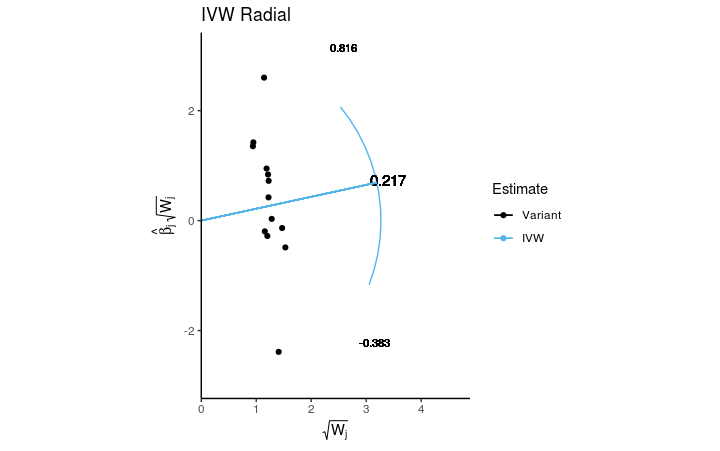 IVW Radial
0.816
2
0.217
0
-2
-0.383
0 1 2 3 4
β̂j√Wj
√Wj
Estimate
Variant
IVW